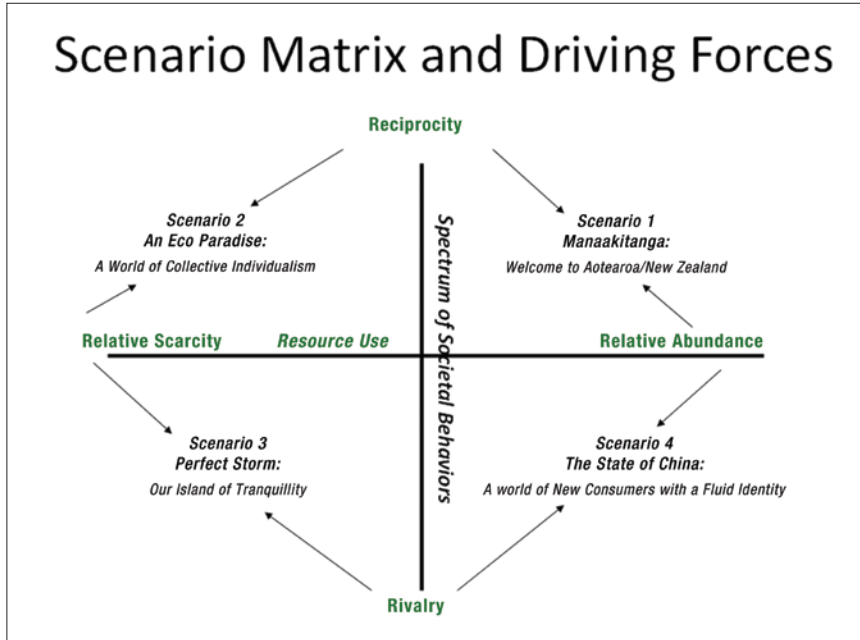 Scenario Matrix and Driving Forces
Reciprocity
Scenario 2
An Eco Paradise:
A World of Collective Individualism
Scenario 1
Manaakitanga:
Welcome to Aotearoa/New Zealand
Spectrum of Societal Behaviors
Relative Scarcity
Resource Use
Relative Abundance
Scenario 3
Perfect Storm:
Our Island of Tranquillity
Scenario 4
The State of China:
A world of New Consumers with a Fluid Identity
Rivalry